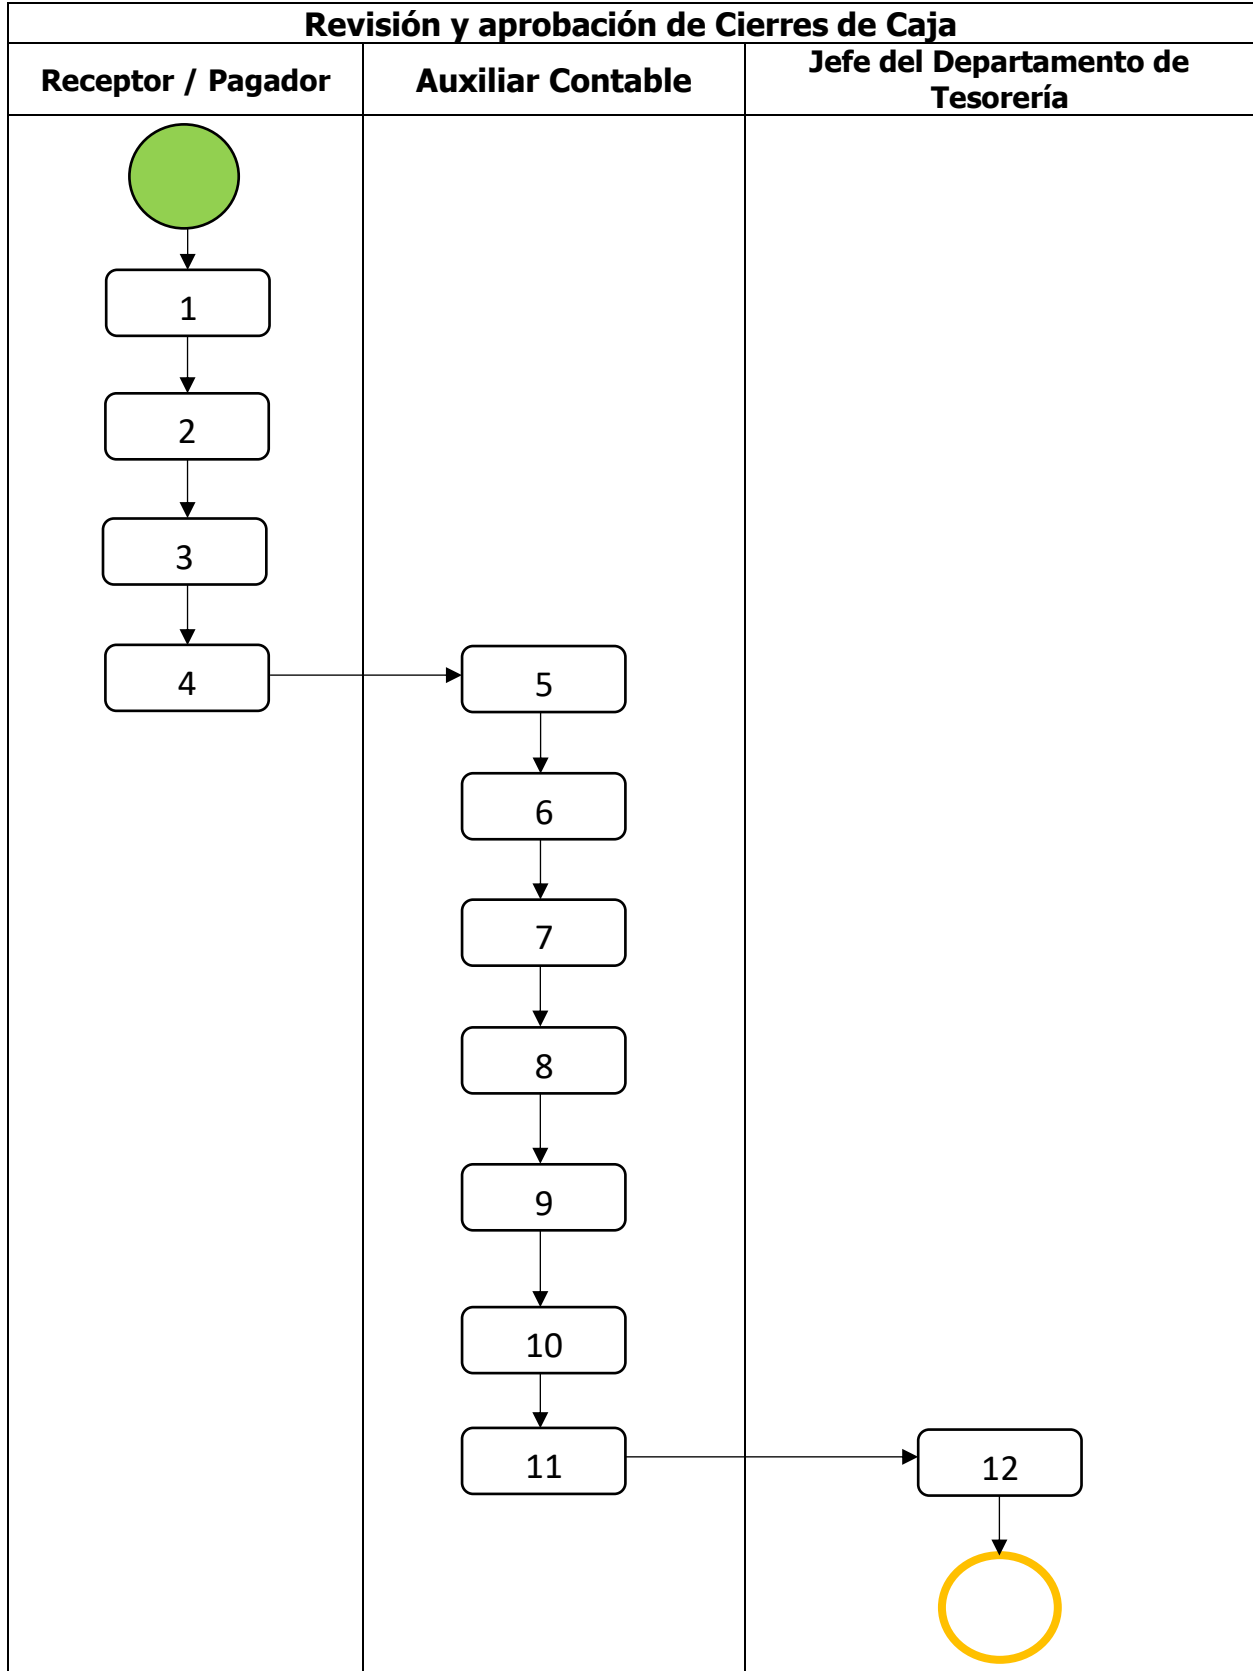 Revisión y aprobación de Cierres de Caja
Receptor / Pagador
Auxiliar Contable
Jefe del Departamento de
Tesorería
1
2
3
4
5
6
7
8
9
10
11
12